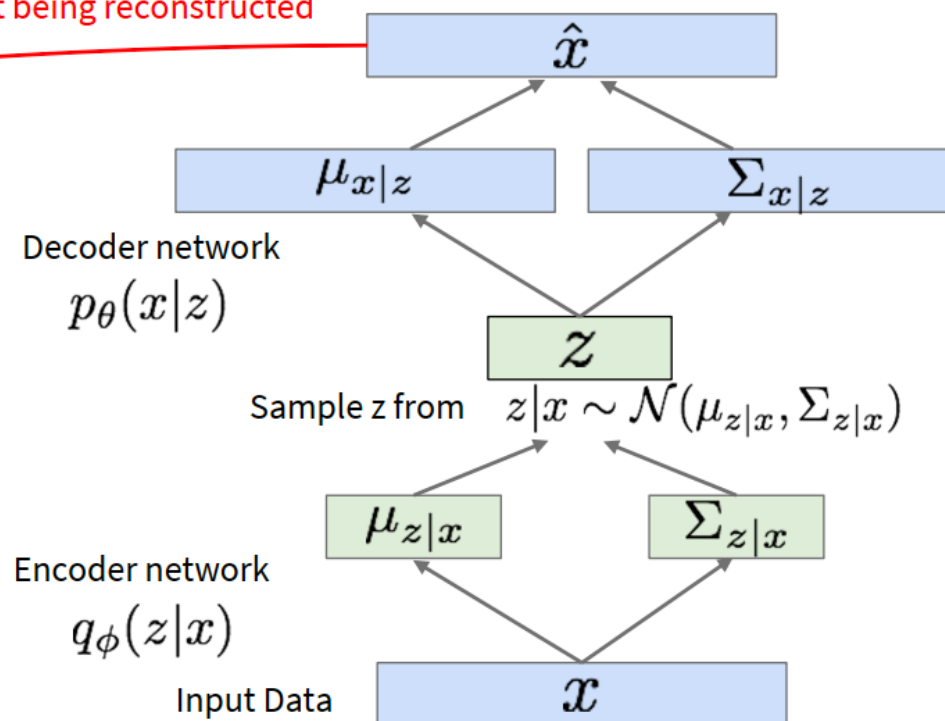 t being reconstructed
x̂
μ_{x|z}
Σ_{x|z}
Decoder network
p_θ(x|z)
z
Sample z from z|x ∼ 𝒩(μ_{z|x}, Σ_{z|x})
μ_{z|x}
Σ_{z|x}
Encoder network
q_ϕ(z|x)
Input Data
x